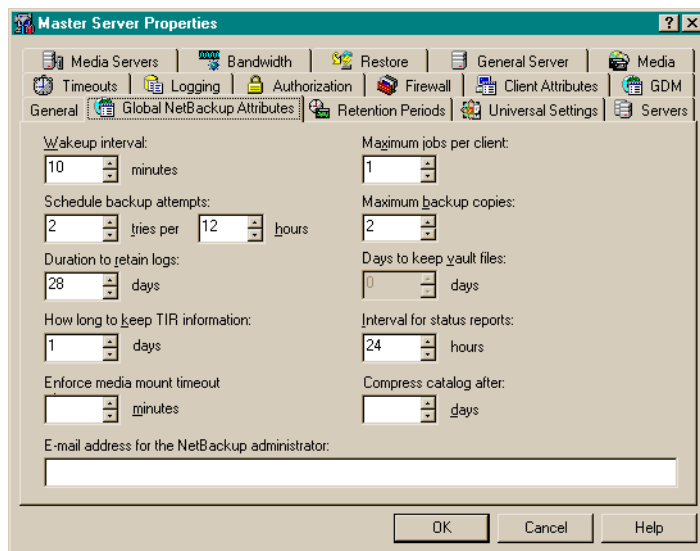 Master Server Properties
Media Servers Bandwidth Restore General Server Media
Timeouts Logging Authorization Firewall Client Attributes GDM
General Global NetBackup Attributes Retention Periods Universal Settings Servers
Wakeup interval: Maximum jobs per client:
10 minutes 1
Schedule backup attempts: Maximum backup copies:
2 tries per 12 hours 2
Duration to retain logs: Days to keep vault files:
28 days 0 days
How long to keep TIR information: Interval for status reports:
1 days 24 hours
Enforce media mount timeout Compress catalog after:
minutes days
E-mail address for the NetBackup administrator:
OK Cancel Help